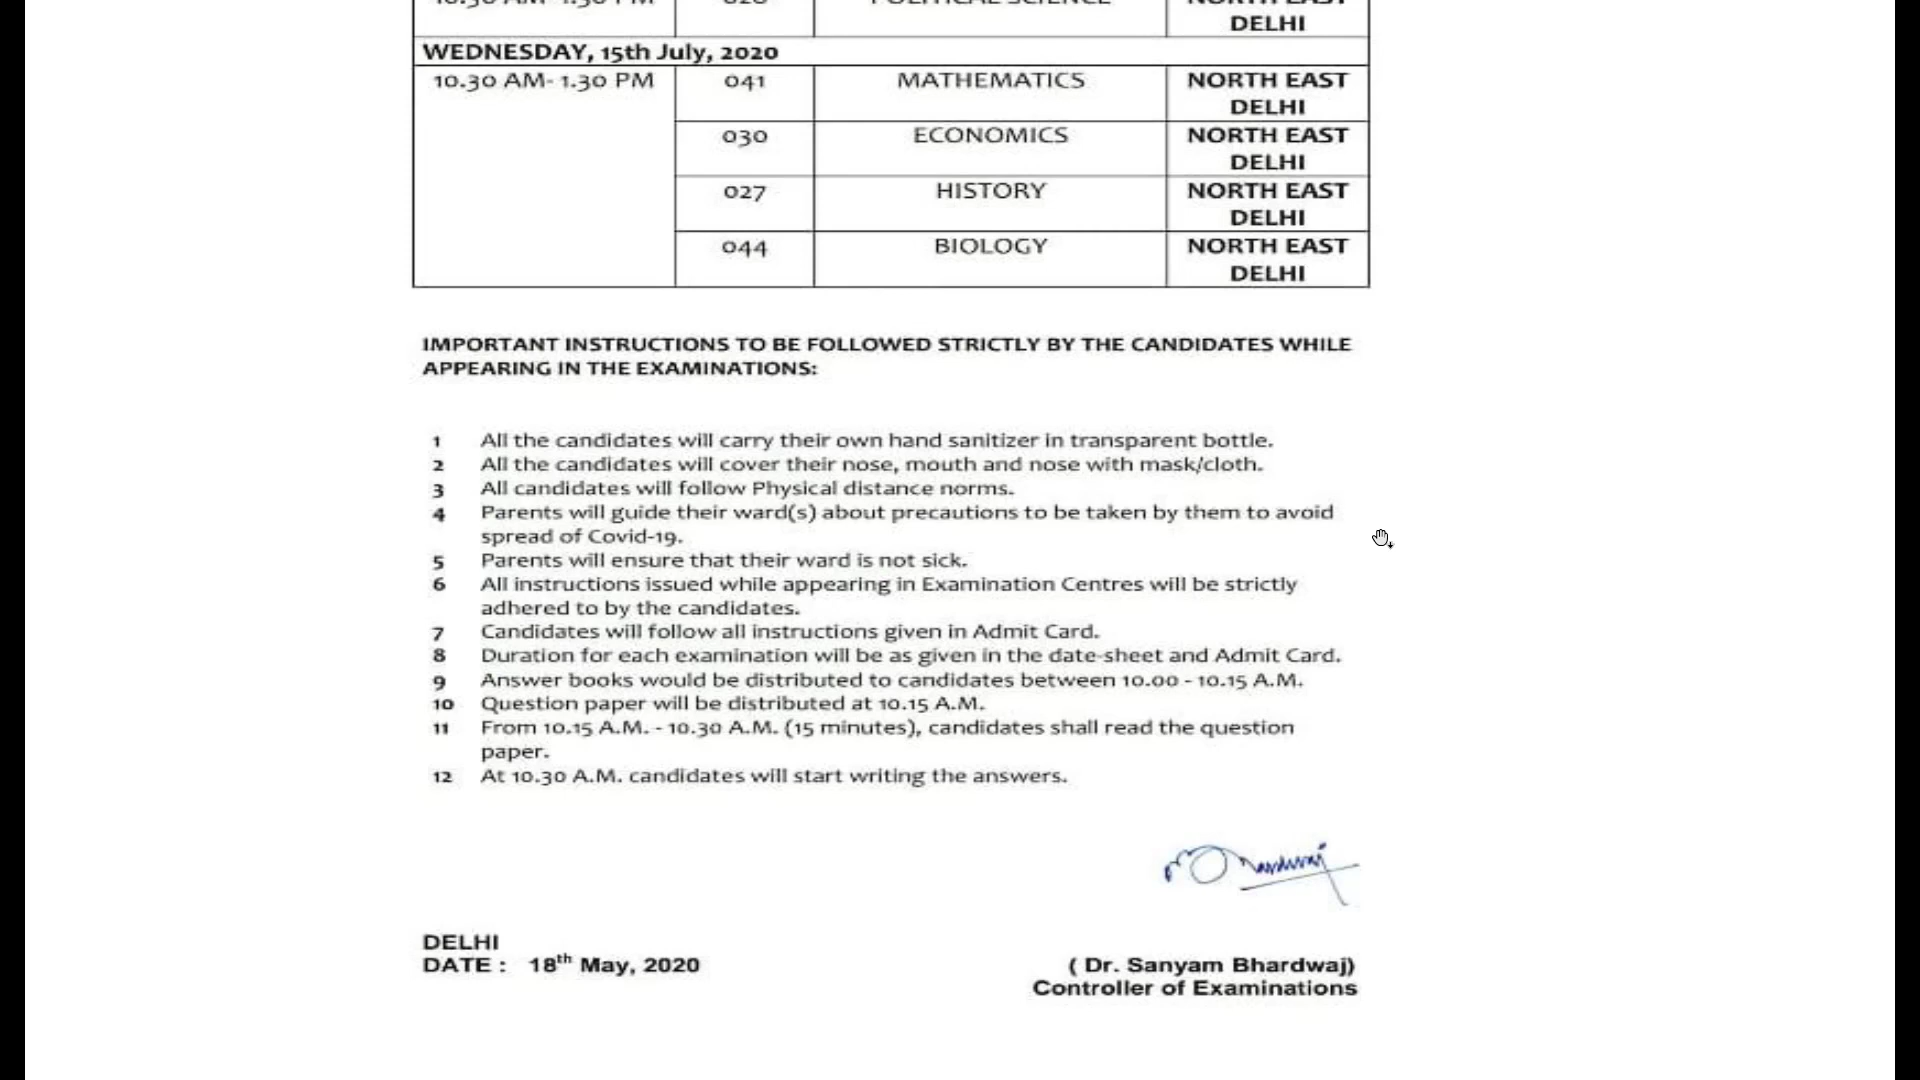 10.30 AM- 1.30 PM 028 POLITICAL SCIENCE NORTH EAST
DELHI
WEDNESDAY, 15th July, 2020
10.30 AM- 1.30 PM 041 MATHEMATICS NORTH EAST
DELHI
030 ECONOMICS NORTH EAST
DELHI
027 HISTORY NORTH EAST
DELHI
044 BIOLOGY NORTH EAST
DELHI
IMPORTANT INSTRUCTIONS TO BE FOLLOWED STRICTLY BY THE CANDIDATES WHILE
APPEARING IN THE EXAMINATIONS:
1 All the candidates will carry their own hand sanitizer in transparent bottle.
2 All the candidates will cover their nose, mouth and nose with mask/cloth.
3 All candidates will follow Physical distance norms.
4 Parents will guide their ward(s) about precautions to be taken by them to avoid
spread of Covid-19.
5 Parents will ensure that their ward is not sick.
6 All instructions issued while appearing in Examination Centres will be strictly
adhered to by the candidates.
7 Candidates will follow all instructions given in Admit Card.
8 Duration for each examination will be as given in the date-sheet and Admit Card.
9 Answer books would be distributed to candidates between 10.00 - 10.15 A.M.
10 Question paper will be distributed at 10.15 A.M.
11 From 10.15 A.M. - 10.30 A.M. (15 minutes), candidates shall read the question
paper.
12 At 10.30 A.M. candidates will start writing the answers.
DELHI
DATE : 18th May, 2020 ( Dr. Sanyam Bhardwaj)
Controller of Examinations